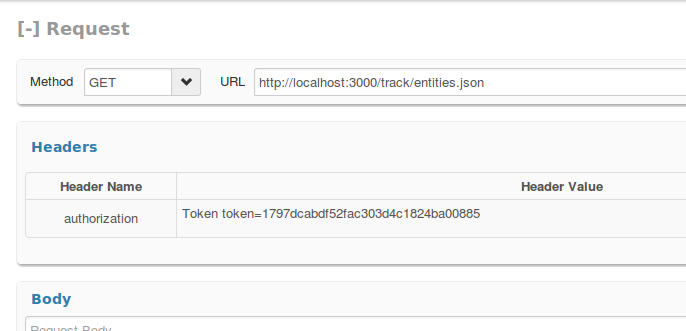 [-] Request
Method GET URL http://localhost:3000/track/entities.json
Headers
Header Name Header Value
authorization Token token=1797dcabdf52fac303d4c1824ba00885
Body
Request Body